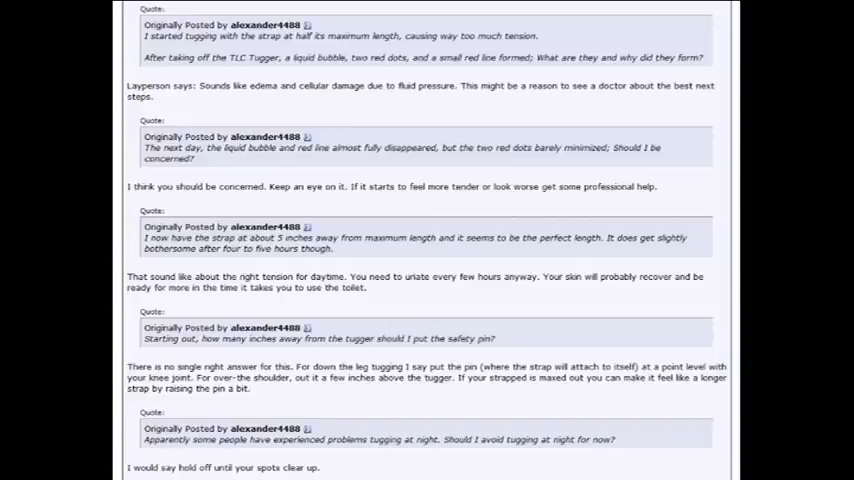 Quote:
Originally Posted by alexander4488
I started tugging with the strap at half its maximum length, causing way too much tension.
After taking off the TLC Tugger, a liquid bubble, two red dots, and a small red line formed; What are they and why did they form?
Layperson says: Sounds like edema and cellular damage due to fluid pressure. This might be a reason to see a doctor about the best next
steps.
Quote:
Originally Posted by alexander4488
The next day, the liquid bubble and red line almost fully disappeared, but the two red dots barely minimized; Should I be
concerned?
I think you should be concerned. Keep an eye on it. If it starts to feel more tender or look worse get some professional help.
Quote:
Originally Posted by alexander4488
I now have the strap at about 5 inches away from maximum length and it seems to be the perfect length. It does get slightly
bothersome after four to five hours though.
That sound like about the right tension for daytime. You need to uriate every few hours anyway. Your skin will probably recover and be
ready for more in the time it takes you to use the toilet.
Quote:
Originally Posted by alexander4488
Starting out, how many inches away from the tugger should I put the safety pin?
There is no single right answer for this. For down the leg tugging I say put the pin (where the strap will attach to itself) at a point level with
your knee joint. For over-the shoulder, out it a few inches above the tugger. If your strapped is maxed out you can make it feel like a longer
strap by raising the pin a bit.
Quote:
Originally Posted by alexander4488
Apparently some people have experienced problems tugging at night. Should I avoid tugging at night for now?
I would say hold off until your spots clear up.